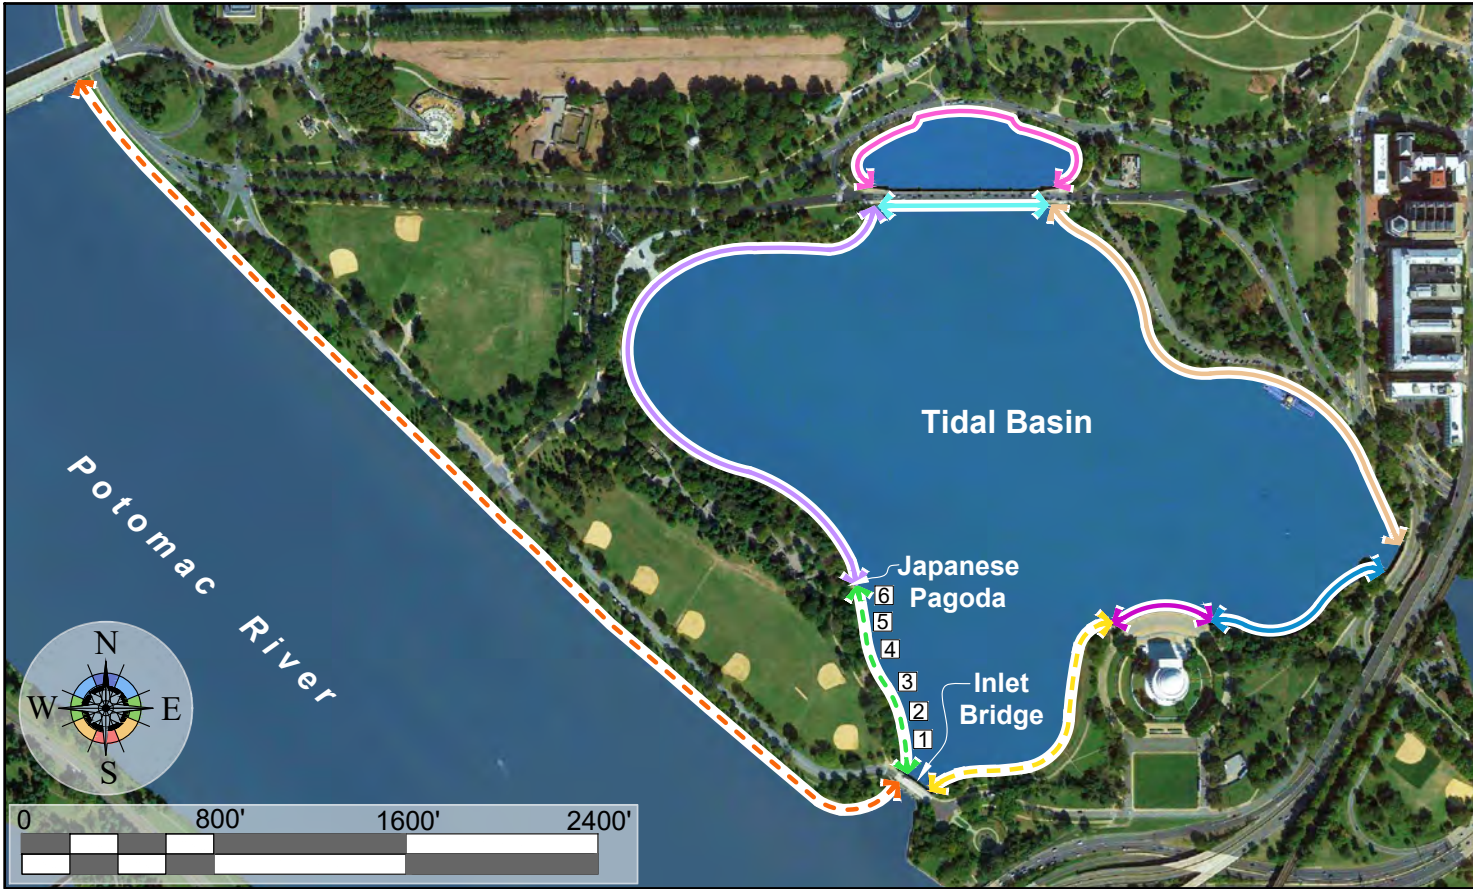 Tidal Basin
Japanese
Pagoda
6
5
4
3
2
1
Inlet
Bridge
Potomac River
N
W
E
S
0
800'
1600'
2400'